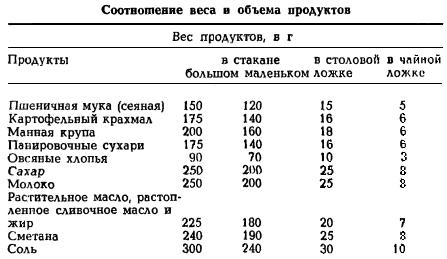 Соотношение веса и объема продуктов
Вес продуктов, в г
Продукты в стакане в столовой в чайной
большом маленьком ложке ложке
Пшеничная мука (сеяная) 150 120 15 5
Картофельный крахмал 175 140 16 6
Манная крупа 200 160 18 6
Панировочные сухари 175 140 16 6
Овсяные хлопья 90 70 10 3
Сахар 250 200 25 8
Молоко 250 200 25 8
Растительное масло, растоп-
ленное сливочное масло и
жир 225 180 20 7
Сметана 240 190 25 8
Соль 300 240 30 10